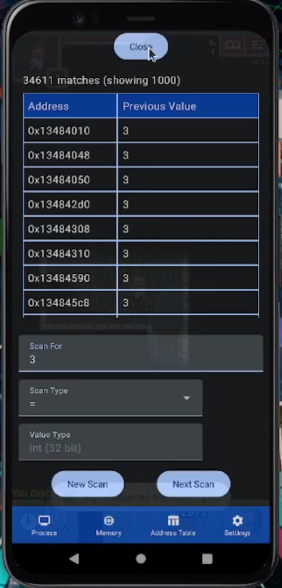 Close
34611 matches (showing 1000)
Address Previous Value
0x13484010 3
0x13484048 3
0x13484050 3
0x134842d0 3
0x13484308 3
0x13484310 3
0x13484590 3
0x134845c8 3
Scan For
3
Scan Type
=
Value Type
int (32 bit)
New Scan Next Scan
Process Memory Address Table Settings